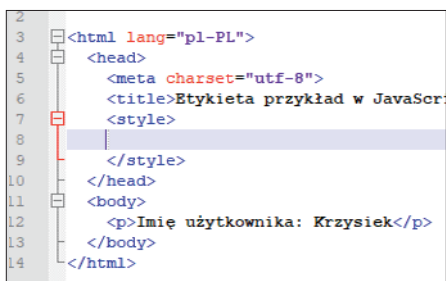 2
3 <html lang="pl-PL">
4 <head>
5 <meta charset="utf-8">
6 <title>Etykieta przykład w JavaScr
7 <style>
8
9 </style>
10 </head>
11 <body>
12 <p>Imię użytkownika: Krzysiek</p>
13 </body>
14 </html>